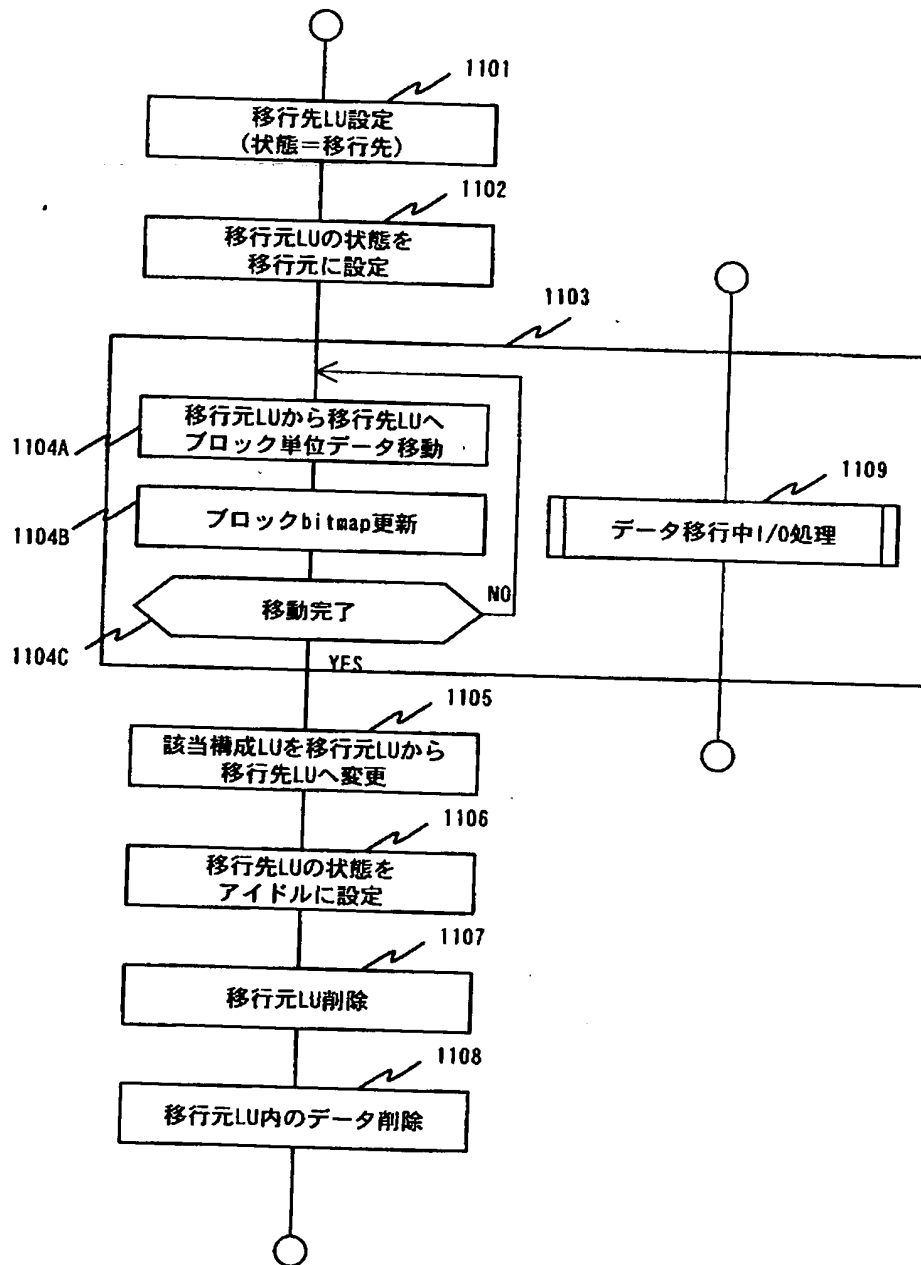 1101
移行先LU設定
(状態=移行先)
1102
移行元LUの状態を
移行元に設定
1103
1104A
移行元LUから移行先LUへ
ブロック単位データ移動
1104B
ブロックbitmap更新
NO
移動完了
1104C
YES
1109
データ移行中I/O処理
1105
該当構成LUを移行元LUから
移行先LUへ変更
1106
移行先LUの状態を
アイドルに設定
1107
移行元LU削除
1108
移行元LU内のデータ削除